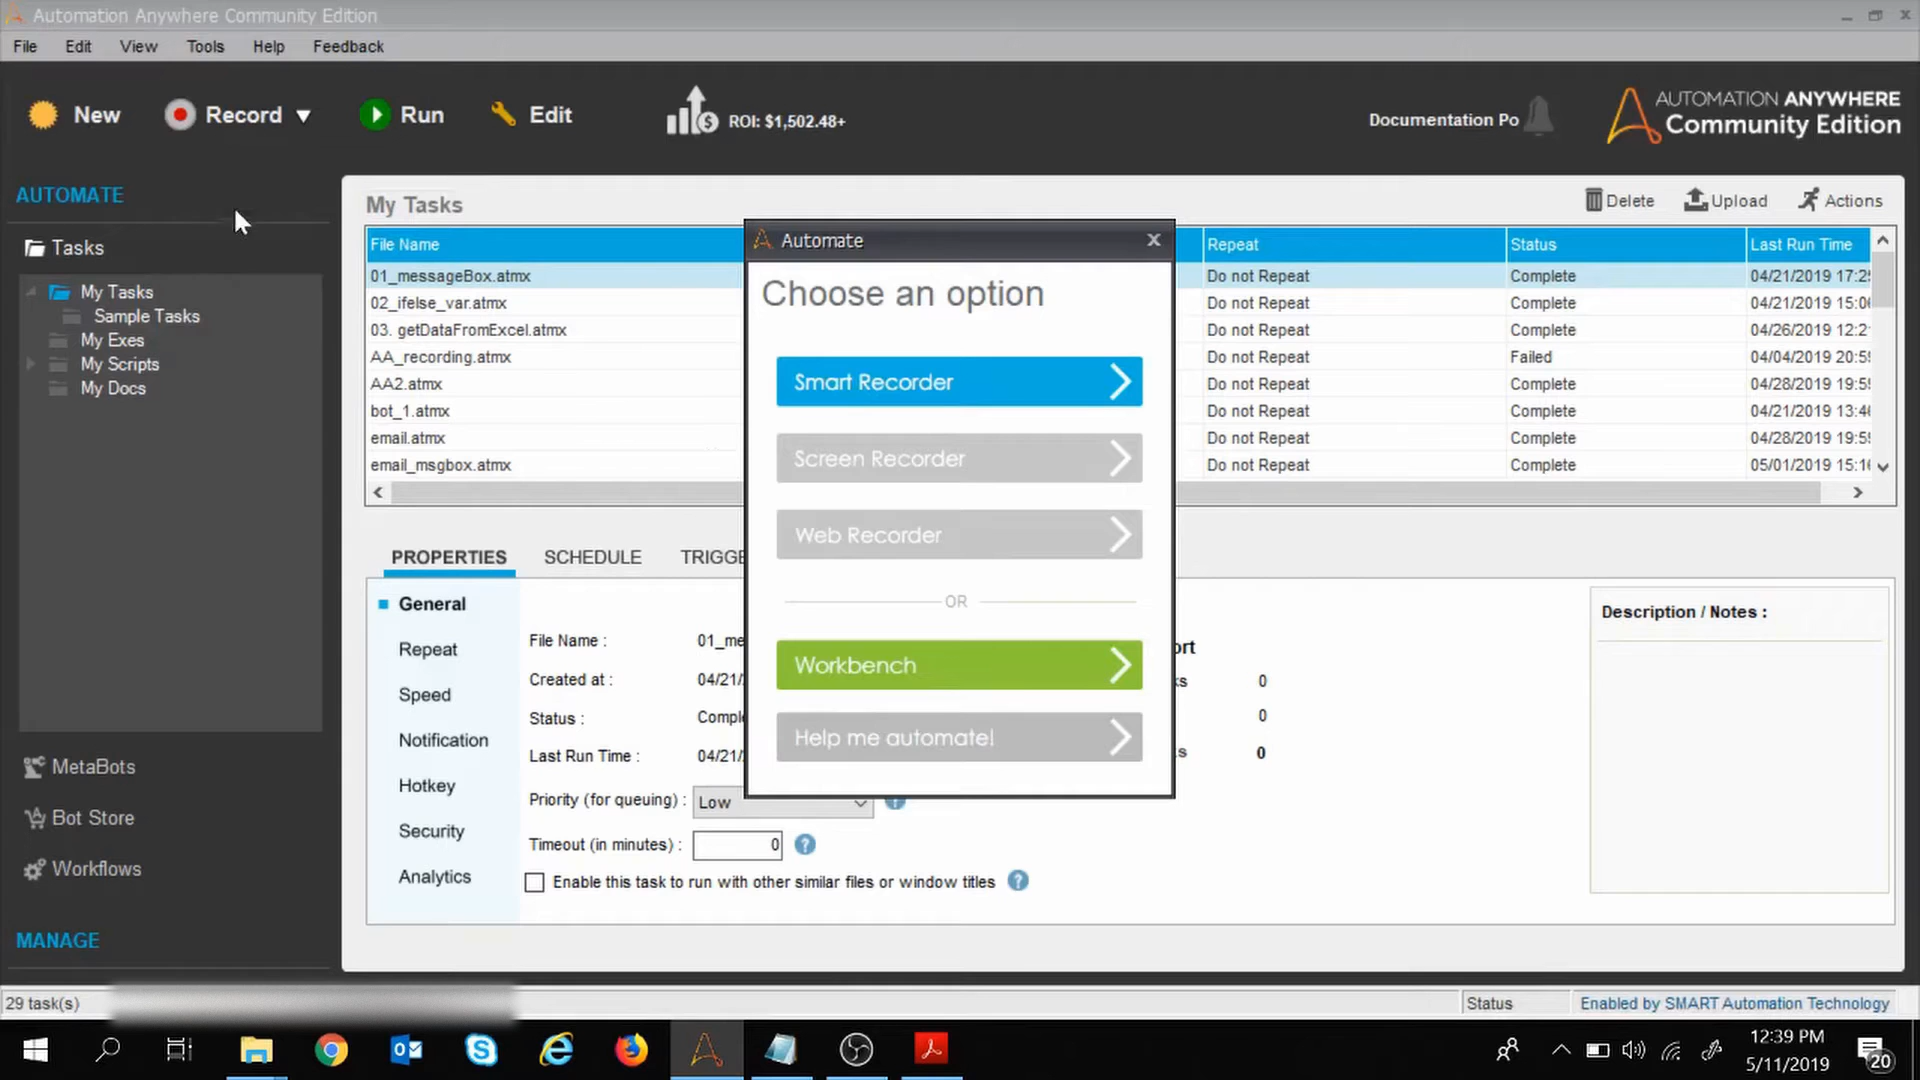 Automation Anywhere Community Edition
File Edit View Tools Help Feedback
New Record Run Edit ROI: $1,502.48+ Documentation Po
AUTOMATION ANYWHERE
Community Edition
AUTOMATE
Tasks
My Tasks
Sample Tasks
My Exes
My Scripts
My Docs
MetaBots
Bot Store
Workflows
MANAGE
My Tasks Delete Upload Actions
File Name Repeat Status Last Run Time
01_messageBox.atmx Do not Repeat Complete 04/21/2019 17:2
02_ifelse_var.atmx Do not Repeat Complete 04/21/2019 15:0
03. getDataFromExcel.atmx Do not Repeat Complete 04/26/2019 12:2
AA_recording.atmx Do not Repeat Failed 04/04/2019 20:5
AA2.atmx Do not Repeat Complete 04/28/2019 19:5
bot_1.atmx Do not Repeat Complete 04/21/2019 13:4
email.atmx Do not Repeat Complete 04/28/2019 19:5
email_msgbox.atmx Do not Repeat Complete 05/01/2019 15:1
Automate
Choose an option
Smart Recorder
Screen Recorder
Web Recorder
OR
Workbench
Help me automate!
PROPERTIES SCHEDULE TRIGGE
General
Repeat
Speed
Notification
Hotkey
Security
Analytics
File Name : 01_me
Created at : 04/21/
Status : Comple
Last Run Time : 04/21/
Priority (for queuing) : Low
Timeout (in minutes) : 0 ?
Enable this task to run with other similar files or window titles ?
ort
ks 0
0
ks 0
Description / Notes :
29 task(s) Status Enabled by SMART Automation Technology
12:39 PM
5/11/2019
20